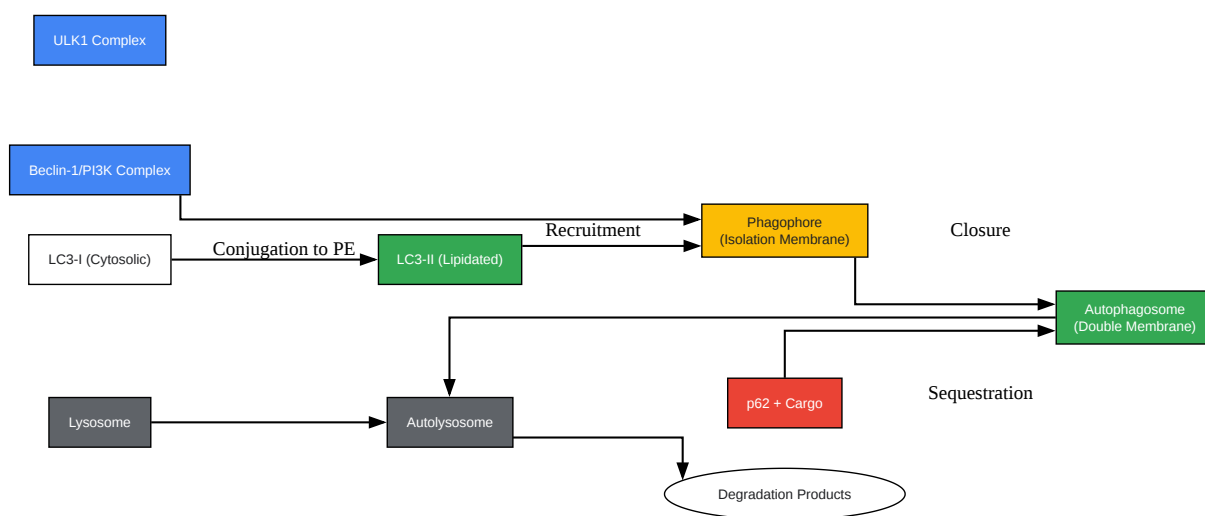 ULK1 Complex
Beclin-1/PI3K Complex
Phagophore
(Isolation Membrane)
Recruitment
Closure
Conjugation to PE
LC3-I (Cytosolic)
LC3-II (Lipidated)
Autophagosome
(Double Membrane)
Sequestration
p62 + Cargo
Lysosome
Autolysosome
Degradation Products